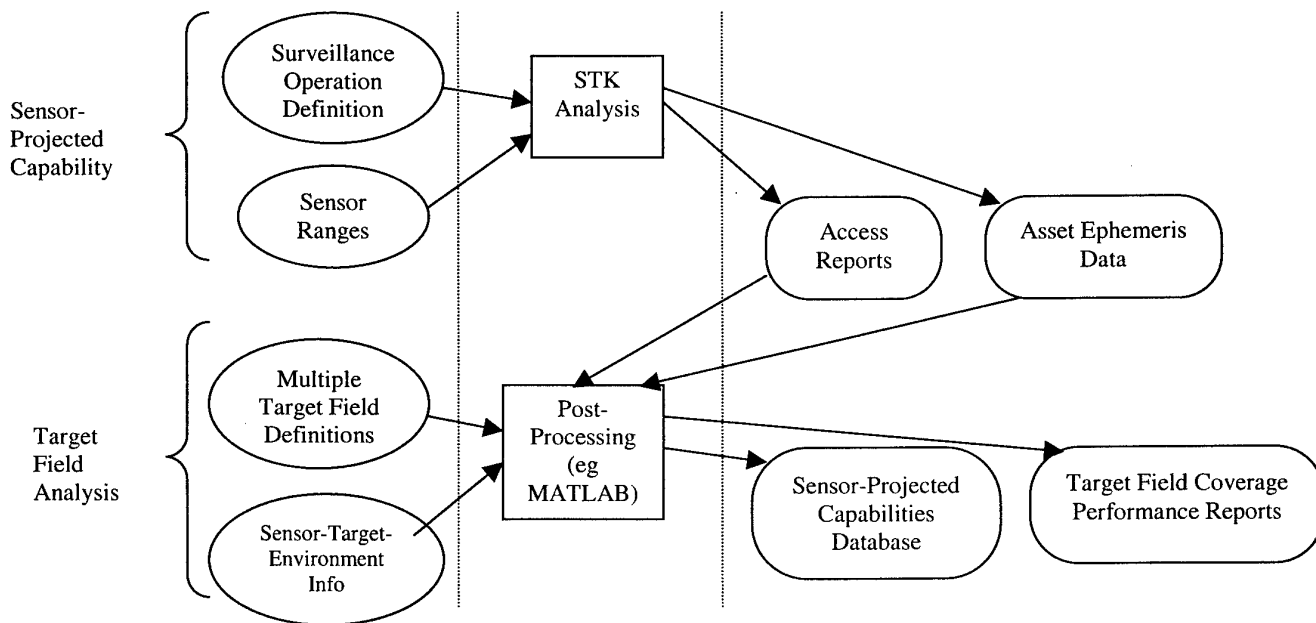 Sensor-
Projected
Capability
Surveillance
Operation
Definition
Sensor
Ranges
STK
Analysis
Access
Reports
Asset Ephemeris
Data
Target
Field
Analysis
Multiple
Target Field
Definitions
Sensor-Target-
Environment
Info
Post-
Processing
(eg
MATLAB)
Sensor-Projected
Capabilities
Database
Target Field Coverage
Performance Reports